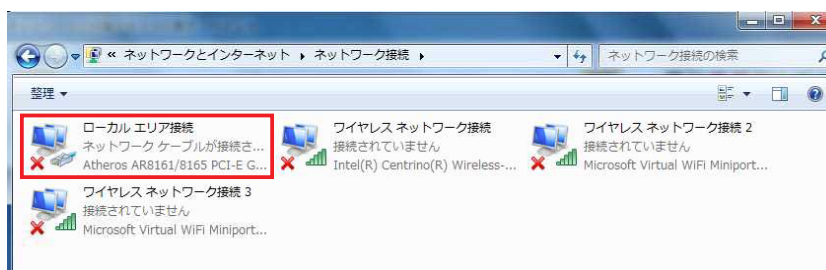 « ネットワークとインターネット ▸ ネットワーク接続 ▸
ネットワーク接続の検索
整理 ▾
ローカル エリア接続
ネットワーク ケーブルが接続さ...
Atheros AR8161/8165 PCI-E G...
ワイヤレス ネットワーク接続
接続されていません
Intel(R) Centrino(R) Wireless-...
ワイヤレス ネットワーク接続 2
接続されていません
Microsoft Virtual WiFi Miniport...
ワイヤレス ネットワーク接続 3
接続されていません
Microsoft Virtual WiFi Miniport...